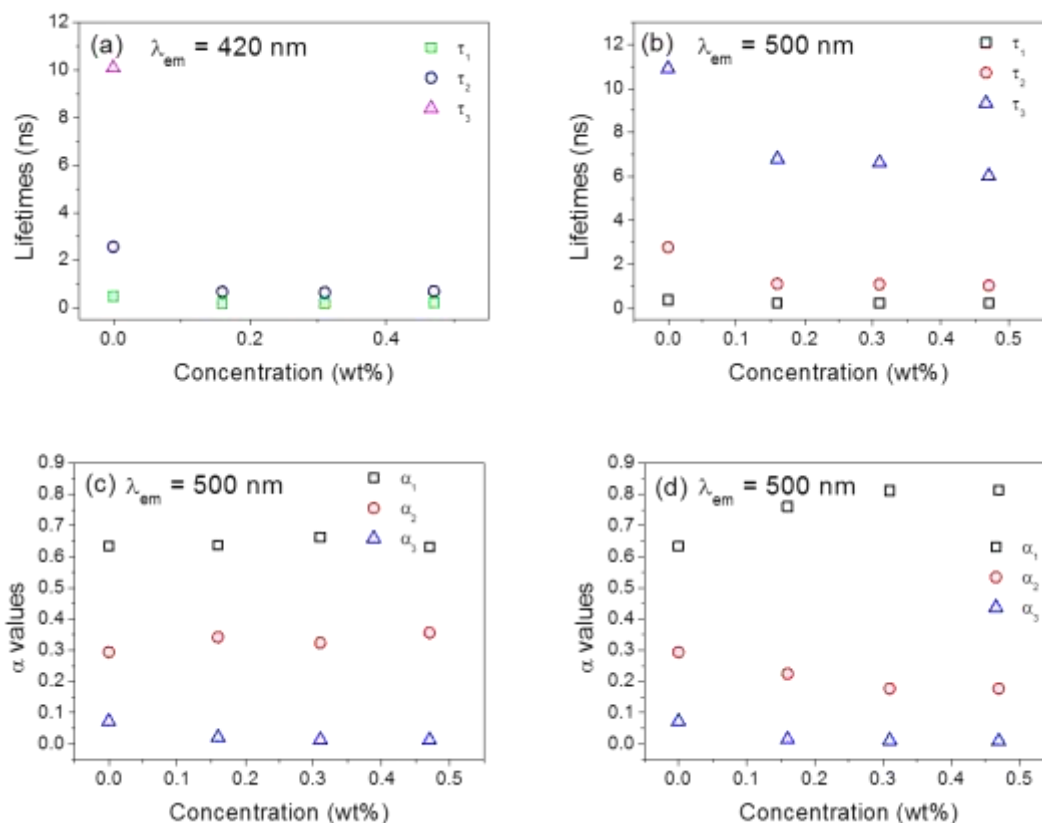 (a) λem = 420 nm
τ1
τ2
τ3
12
10
8
6
4
2
0
Lifetimes (ns)
0.0 0.2 0.4
Concentration (wt%)
(b) λem = 500 nm
τ1
τ2
τ3
12
10
8
6
4
2
0
Lifetimes (ns)
0.0 0.1 0.2 0.3 0.4 0.5
Concentration (wt%)
(c) λem = 500 nm
α1
α2
α3
0.9
0.8
0.7
0.6
0.5
0.4
0.3
0.2
0.1
0.0
α values
0.0 0.1 0.2 0.3 0.4 0.5
Concentration (wt%)
(d) λem = 500 nm
α1
α2
α3
0.9
0.8
0.7
0.6
0.5
0.4
0.3
0.2
0.1
0.0
α values
0.0 0.1 0.2 0.3 0.4 0.5
Concentration (wt%)